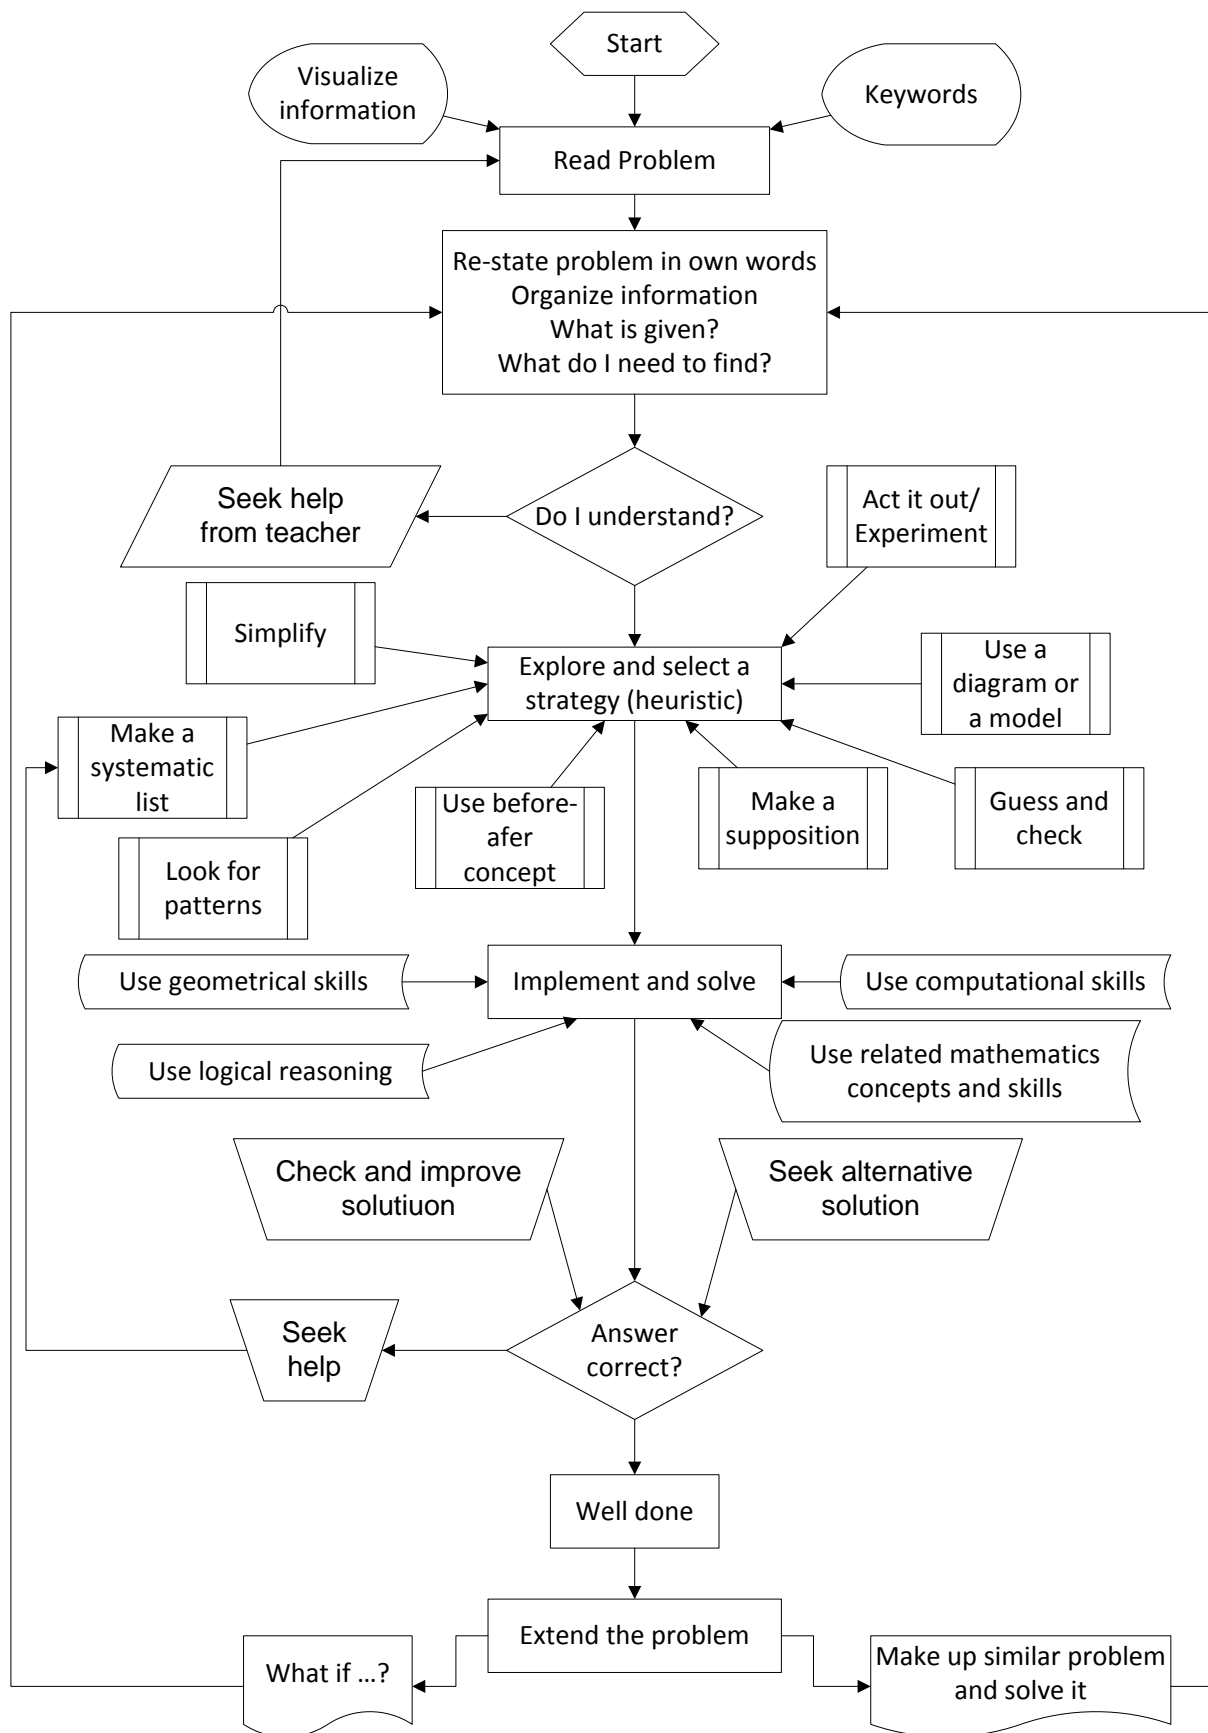 Start
Visualize
information
Keywords
Read Problem
Re-state problem in own words
Organize information
What is given?
What do I need to find?
Seek help
from teacher
Do I understand?
Act it out/
Experiment
Simplify
Explore and select a
strategy (heuristic)
Use a
diagram or
a model
Make a
systematic
list
Use before-
afer
concept
Make a
supposition
Guess and
check
Look for
patterns
Use geometrical skills
Implement and solve
Use computational skills
Use logical reasoning
Use related mathematics
concepts and skills
Check and improve
solutiuon
Seek alternative
solution
Seek
help
Answer
correct?
Well done
Extend the problem
What if ...?
Make up similar problem
and solve it